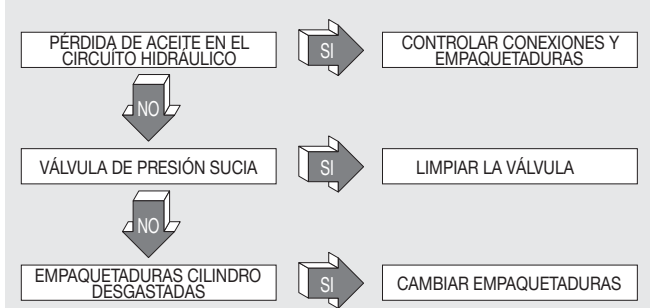 PÉRDIDA DE ACEITE EN EL
CIRCUÍTO HIDRÁULICO
SI
CONTROLAR CONEXIONES Y
EMPAQUETADURAS
NO
VÁLVULA DE PRESIÓN SUCIA
SI
LIMPIAR LA VÁLVULA
NO
EMPAQUETADURAS CILINDRO
DESGASTADAS
SI
CAMBIAR EMPAQUETADURAS